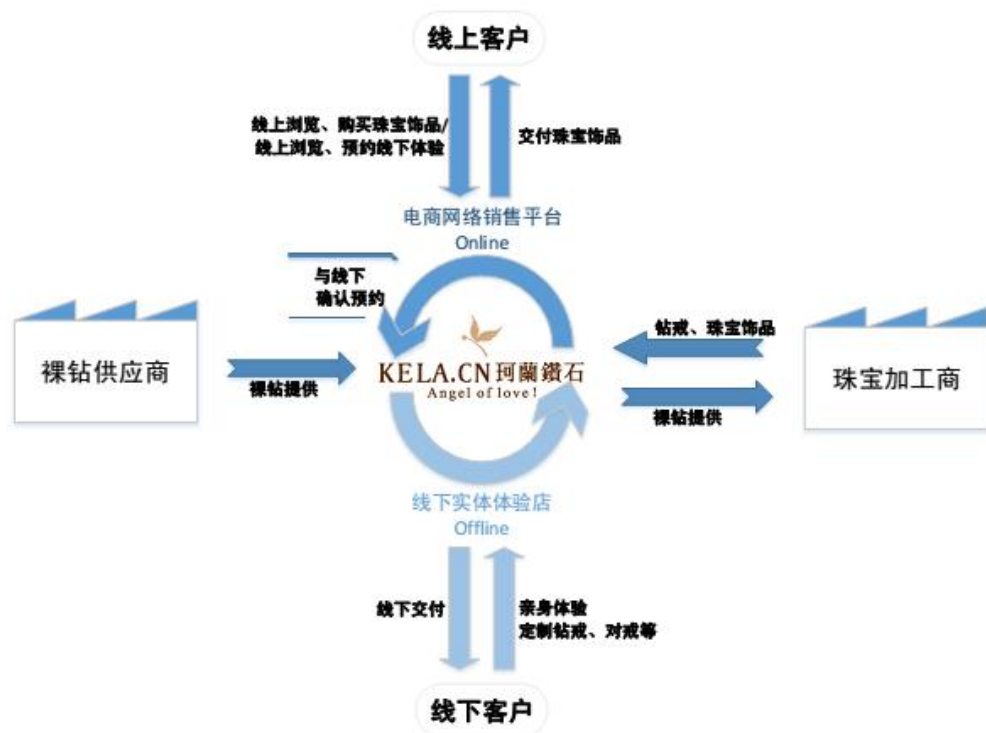 线上客户
线上浏览、购买珠宝饰品/
线上浏览、预约线下体验
交付珠宝饰品
电商网络销售平台
Online
与线下
确认预约
裸钻供应商
裸钻提供
KELA.CN 珂蘭鑽石
Angel of love!
钻戒、珠宝饰品
裸钻提供
珠宝加工商
线下实体体验店
Offline
线下交付
亲身体验
定制钻戒、对戒等
线下客户